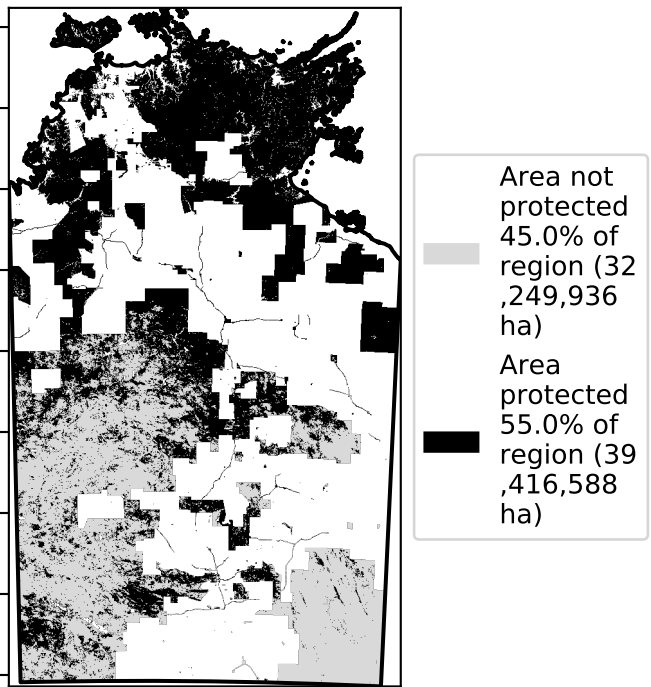 Area not
protected
45.0% of
region (32
,249,936
ha)
Area
protected
55.0% of
region (39
,416,588
ha)